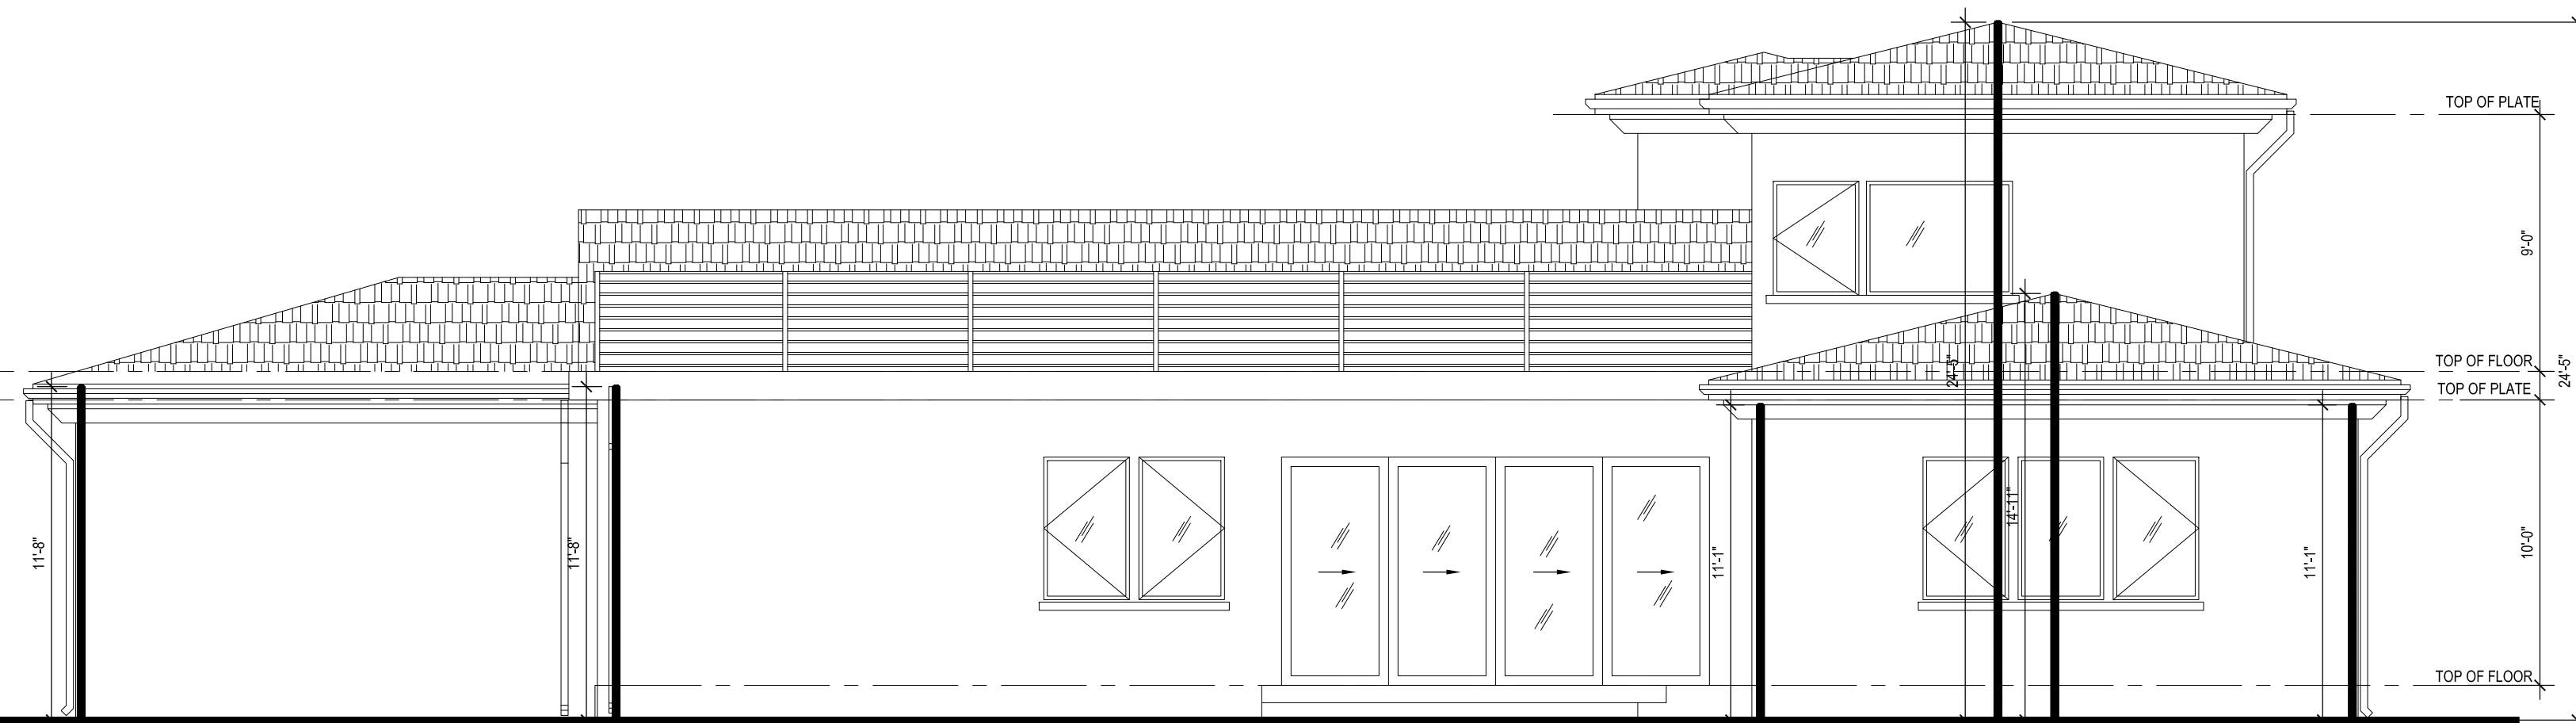 TOP OF PLATE
9'-0"
TOP OF FLOOR
24'-5"
24'-5"
TOP OF PLATE
14'-11"
10'-0"
11'-8"
11'-8"
11'-1"
11'-1"
TOP OF FLOOR